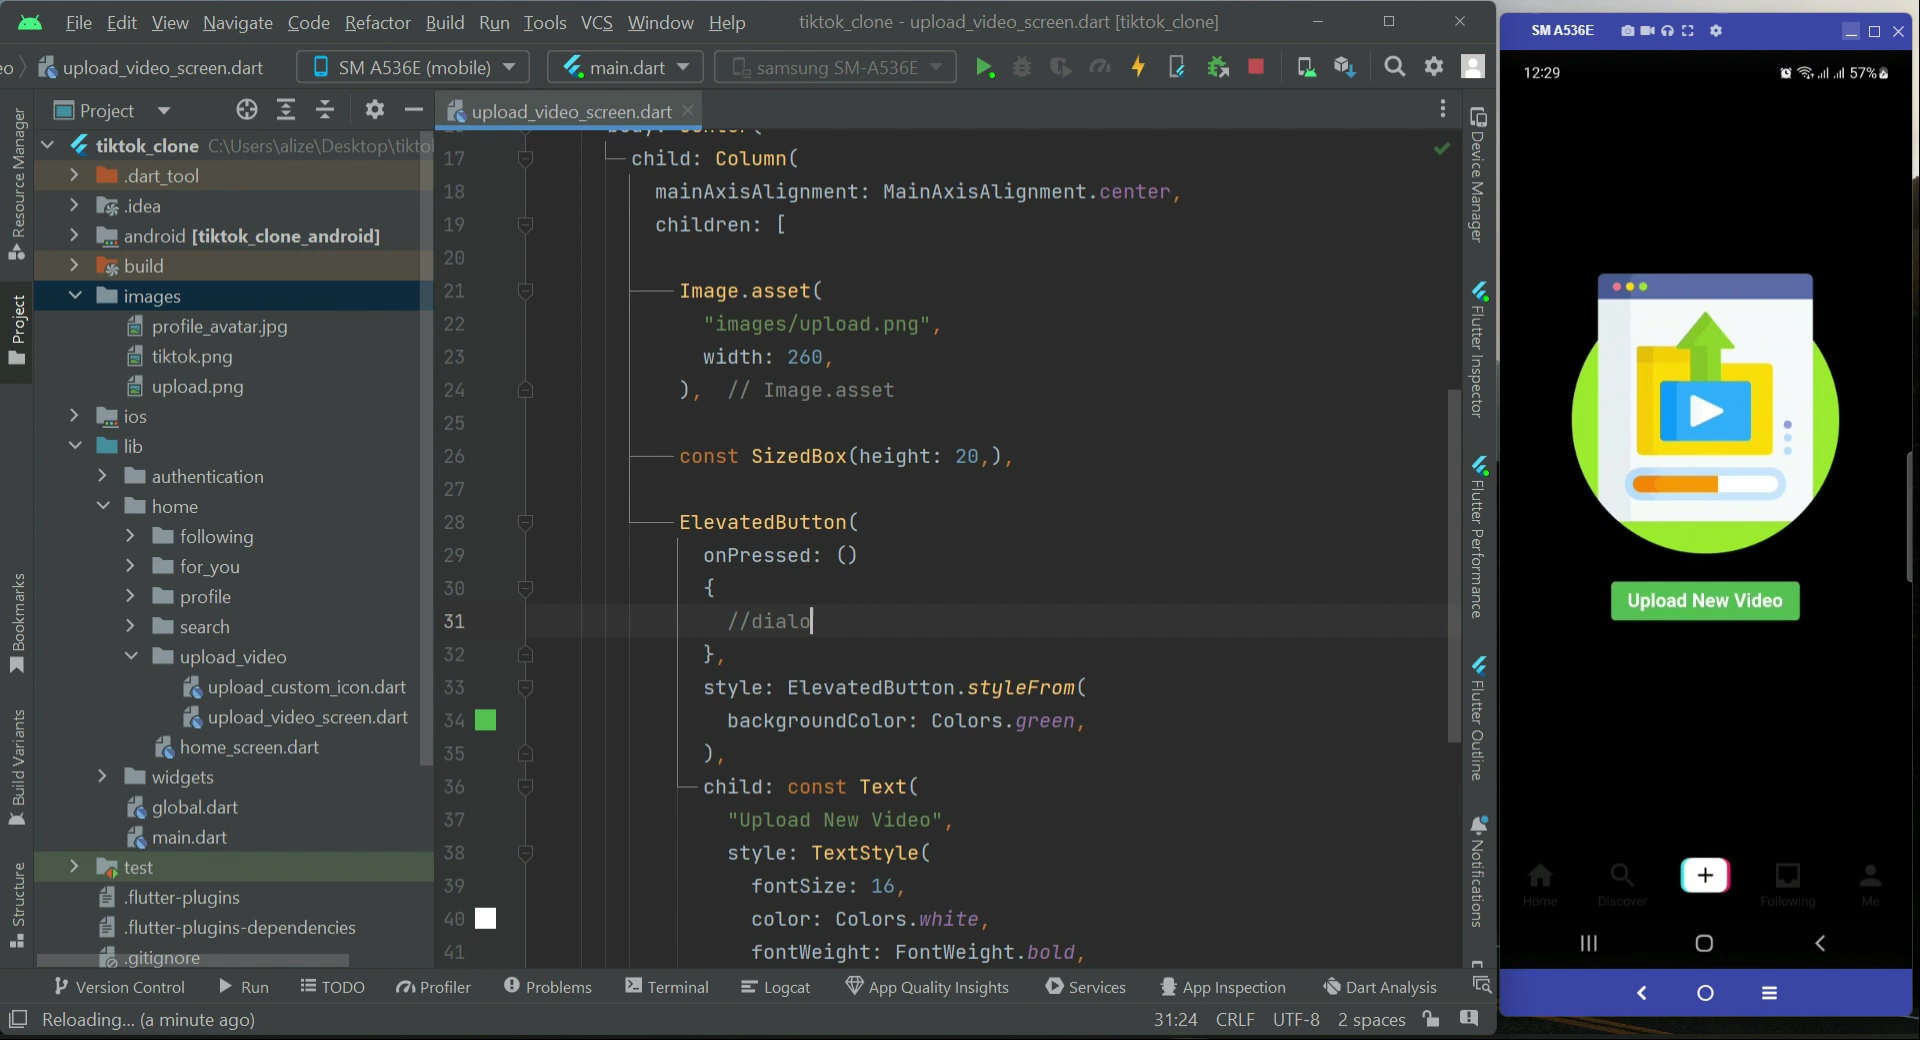 File Edit View Navigate Code Refactor Build Run Tools VCS Window Help tiktok_clone - upload_video_screen.dart [tiktok_clone]
upload_video_screen.dart SM A536E (mobile) main.dart samsung SM-A536E
Project upload_video_screen.dart
tiktok_clone C:\Users\alize\Desktop\tikto
.dart_tool
.idea
android [tiktok_clone_android]
build
images
profile_avatar.jpg
tiktok.png
upload.png
ios
lib
authentication
home
following
for_you
profile
search
upload_video
upload_custom_icon.dart
upload_video_screen.dart
home_screen.dart
widgets
global.dart
main.dart
test
.flutter-plugins
.flutter-plugins-dependencies
.gitignore
Resource Manager
Project
Bookmarks
Build Variants
Structure
17 child: Column(
18 mainAxisAlignment: MainAxisAlignment.center,
19 children: [
20
21 Image.asset(
22 "images/upload.png",
23 width: 260,
24 ), // Image.asset
25
26 const SizedBox(height: 20,),
27
28 ElevatedButton(
29 onPressed: ()
30 {
31 //dialo
32 },
33 style: ElevatedButton.styleFrom(
34 backgroundColor: Colors.green,
35 ),
36 child: const Text(
37 "Upload New Video",
38 style: TextStyle(
39 fontSize: 16,
40 color: Colors.white,
41 fontWeight: FontWeight.bold,
Device Manager
Flutter Inspector
Flutter Performance
Flutter Outline
Notifications
Version Control Run TODO Profiler Problems Terminal Logcat App Quality Insights Services App Inspection Dart Analysis
Reloading... (a minute ago) 31:24 CRLF UTF-8 2 spaces
SM A536E
12:29 57%
Upload New Video
Home Discover Following Me